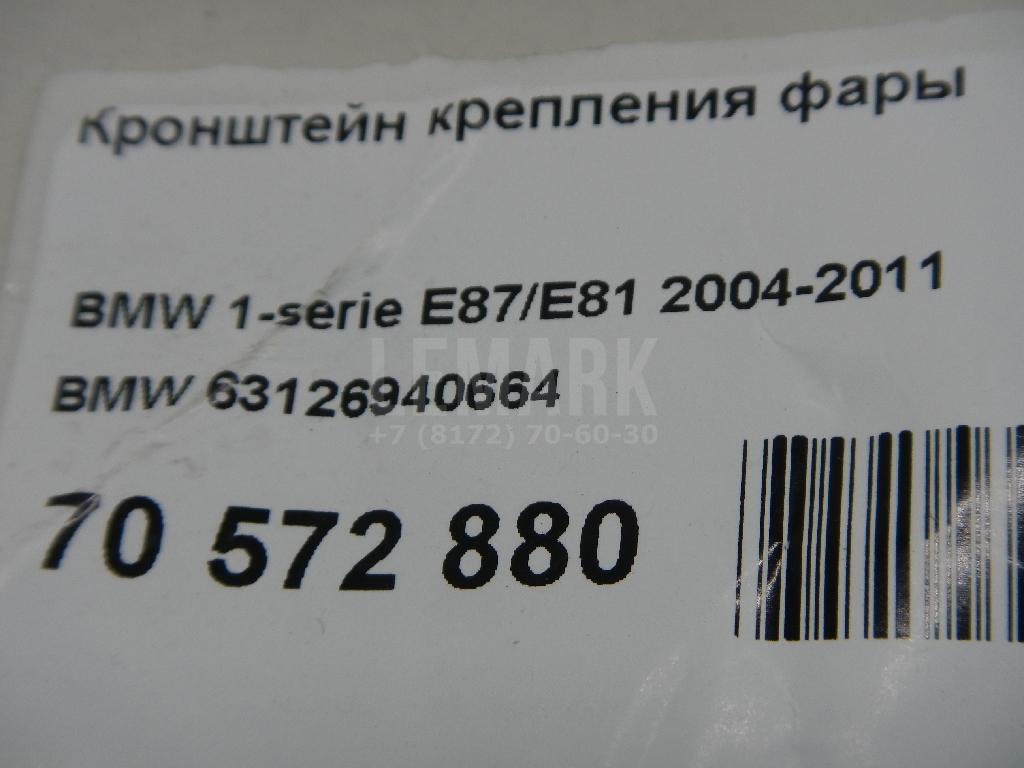 Кронштейн крепления фары
BMW 1-serie E87/E81 2004-2011
BMW 63126940664
LEMARK
+7 (8172) 70-60-30
70 572 880